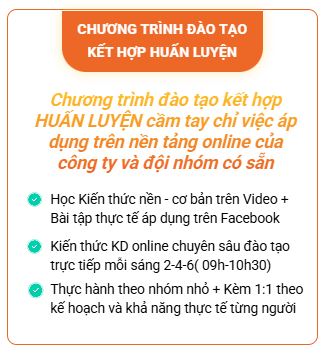 CHƯƠNG TRÌNH ĐÀO TẠO
KẾT HỢP HUẤN LUYỆN
Chương trình đào tạo kết hợp
HUẤN LUYỆN cầm tay chỉ việc áp
dụng trên nền tảng online của
công ty và đội nhóm có sẵn
Học Kiến thức nền - cơ bản trên Video +
Bài tập thực tế áp dụng trên Facebook
Kiến thức KD online chuyên sâu đào tạo
trực tiếp mỗi sáng 2-4-6( 09h-10h30)
Thực hành theo nhóm nhỏ + Kèm 1:1 theo
kế hoạch và khả năng thực tế từng người